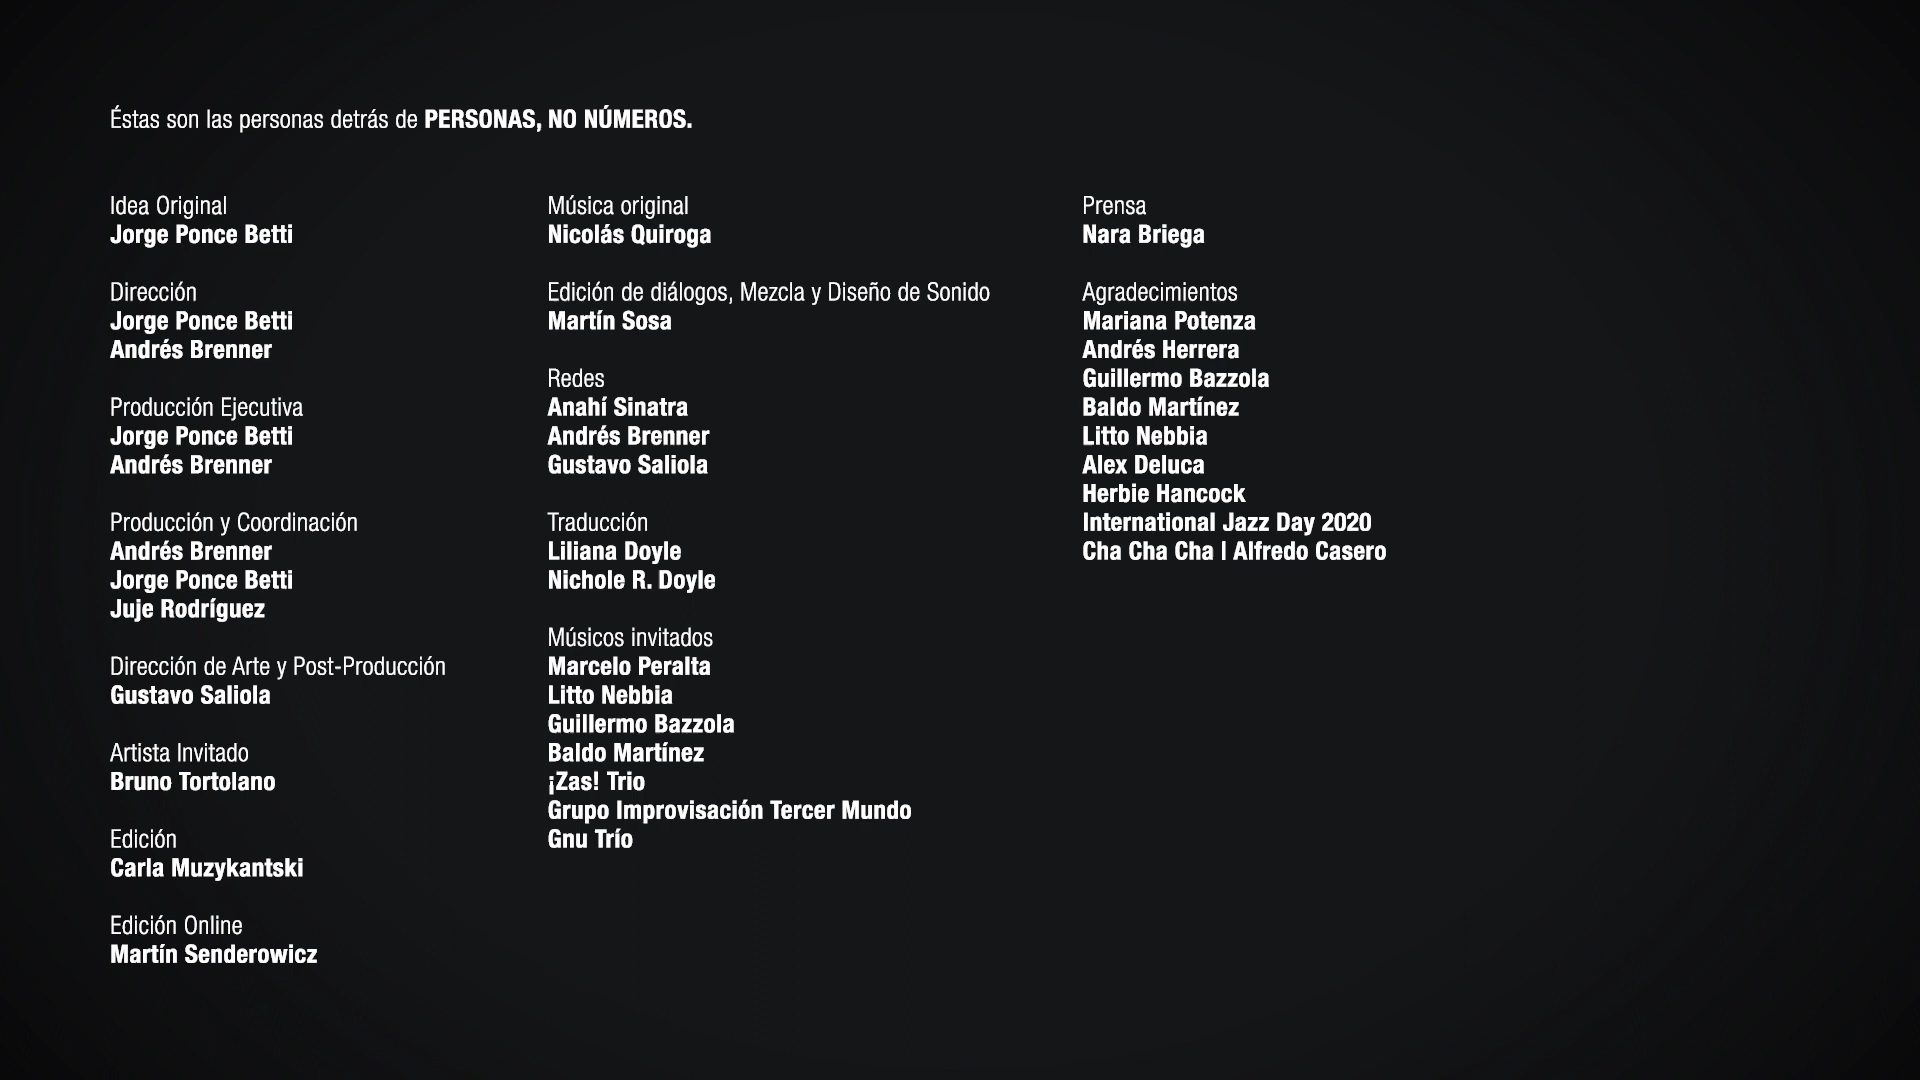 Éstas son las personas detrás de PERSONAS, NO NÚMEROS.
Idea Original
Jorge Ponce Betti
Dirección
Jorge Ponce Betti
Andrés Brenner
Producción Ejecutiva
Jorge Ponce Betti
Andrés Brenner
Producción y Coordinación
Andrés Brenner
Jorge Ponce Betti
Juje Rodríguez
Dirección de Arte y Post-Producción
Gustavo Saliola
Artista Invitado
Bruno Tortolano
Edición
Carla Muzykantski
Edición Online
Martín Senderowicz
Música original
Nicolás Quiroga
Edición de diálogos, Mezcla y Diseño de Sonido
Martín Sosa
Redes
Anahí Sinatra
Andrés Brenner
Gustavo Saliola
Traducción
Liliana Doyle
Nichole R. Doyle
Músicos invitados
Marcelo Peralta
Litto Nebbia
Guillermo Bazzola
Baldo Martínez
¡Zas! Trio
Grupo Improvisación Tercer Mundo
Gnu Trío
Prensa
Nara Briega
Agradecimientos
Mariana Potenza
Andrés Herrera
Guillermo Bazzola
Baldo Martínez
Litto Nebbia
Alex Deluca
Herbie Hancock
International Jazz Day 2020
Cha Cha Cha | Alfredo Casero